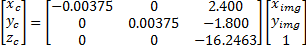 [x_c y_c z_c] = [−0.00375 0 2.400
0 0.00375 −1.800
0 0 −16.2463] [x_img y_img 1]